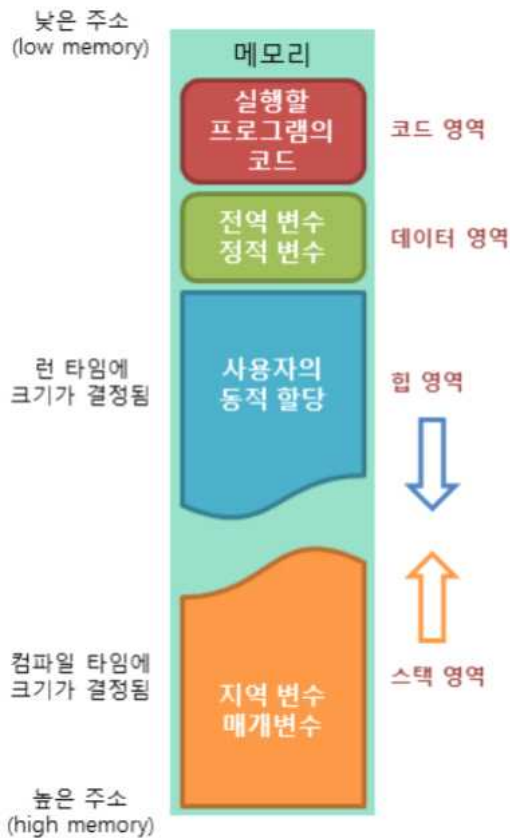 낮은 주소
(low memory)
메모리
실행할
프로그램의
코드
코드 영역
전역 변수
정적 변수
데이터 영역
런 타임에
크기가 결정됨
사용자의
동적 할당
힙 영역
컴파일 타임에
크기가 결정됨
지역 변수
매개변수
스택 영역
높은 주소
(high memory)